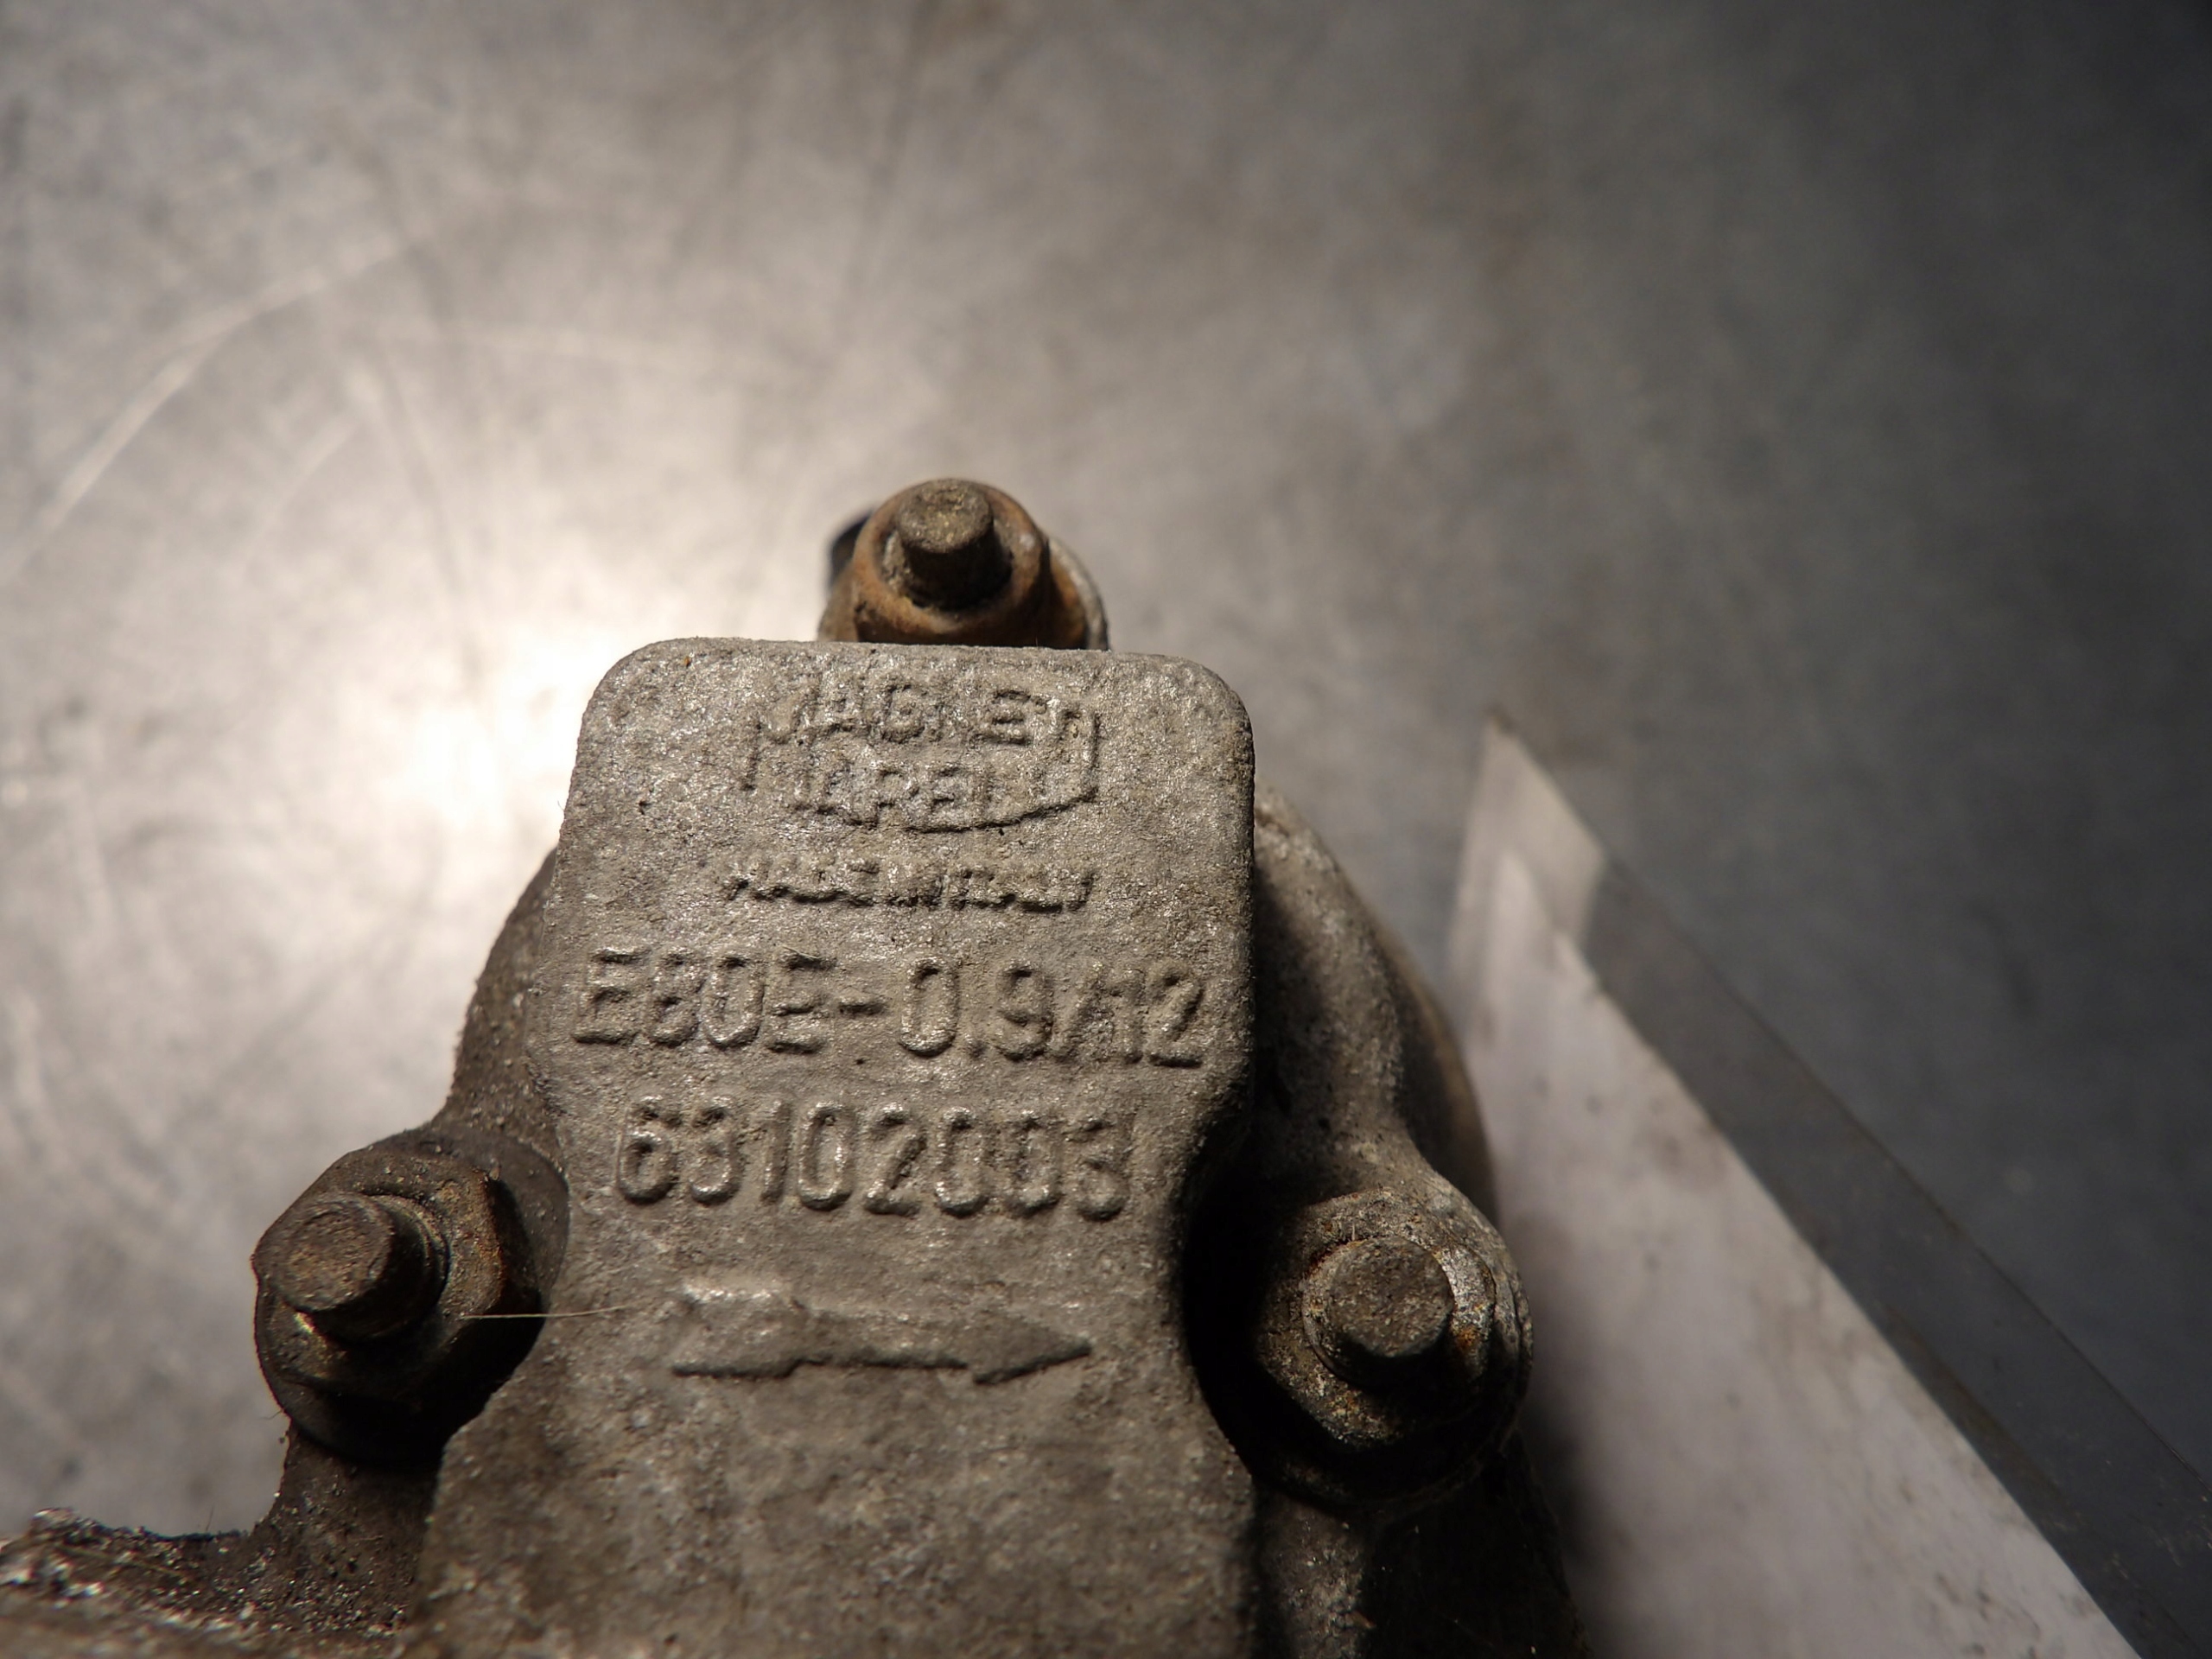 MAGNETI
MARELLI
MADE IN ITALY
E80E-0.9/12
63102003